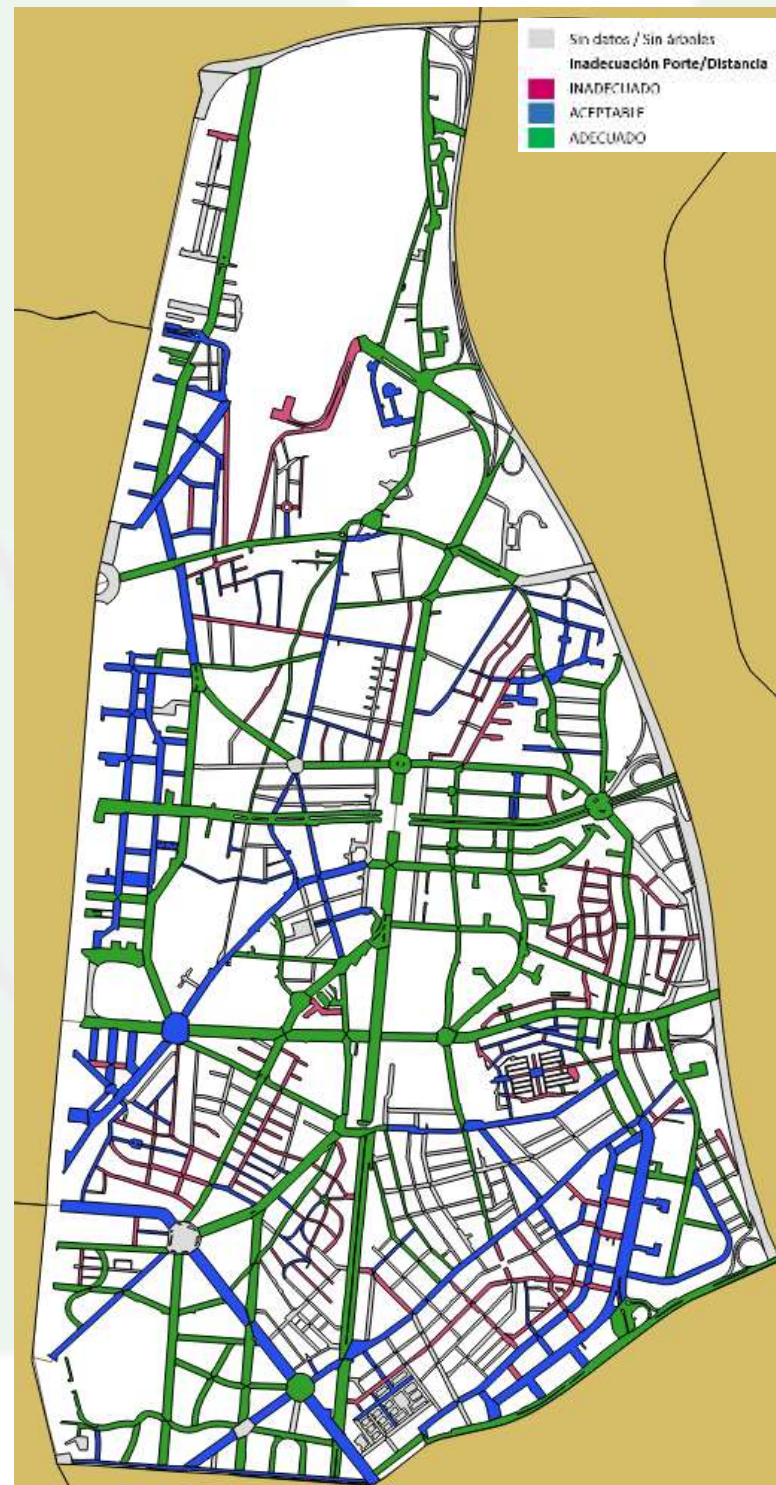 Sin datos / Sin árboles
Inadecuación Porte/Distancia
INADECUADO
ACEPTABLE
ADECUADO